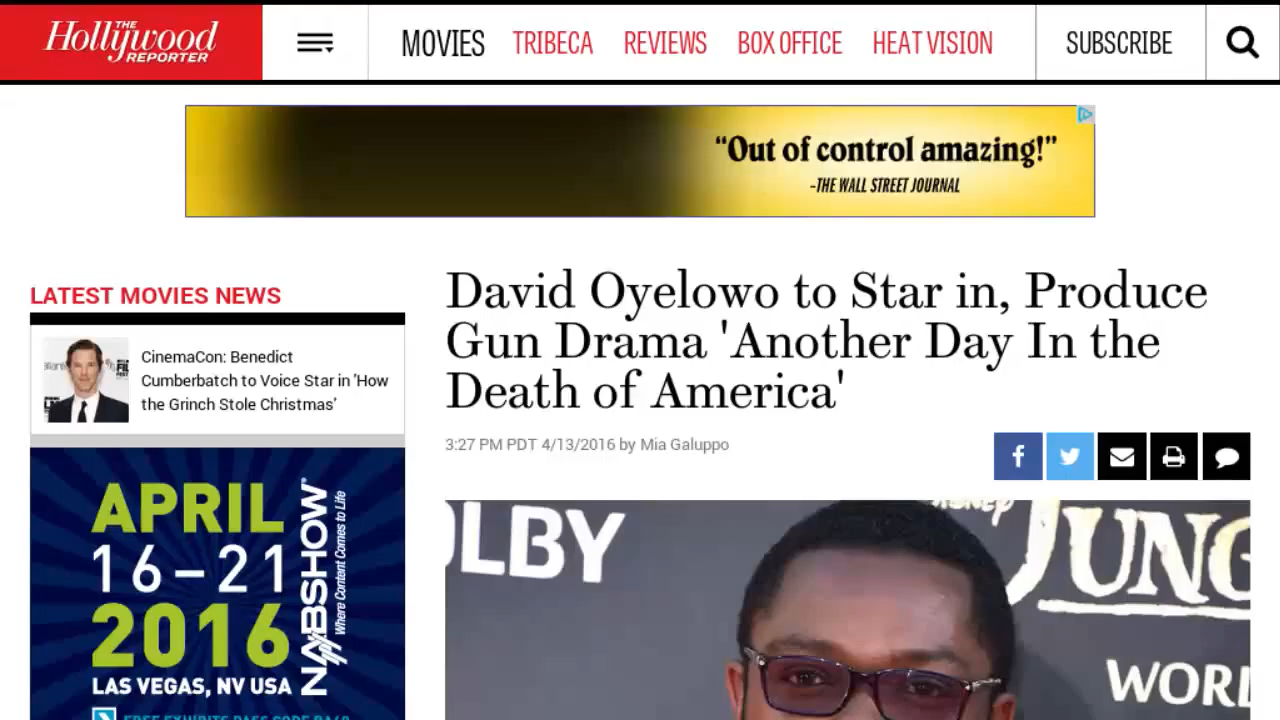 THE
Hollywood
REPORTER
MOVIES TRIBECA REVIEWS BOX OFFICE HEAT VISION SUBSCRIBE
“Out of control amazing!”
-THE WALL STREET JOURNAL
LATEST MOVIES NEWS
CinemaCon: Benedict
Cumberbatch to Voice Star in 'How
the Grinch Stole Christmas'
APRIL
16-21
2016
LAS VEGAS, NV USA
NABSHOW®
Where Content Comes to Life
David Oyelowo to Star in, Produce
Gun Drama 'Another Day In the
Death of America'
3:27 PM PDT 4/13/2016 by Mia Galuppo
OLBY
DISNEY
JUNG
WORL